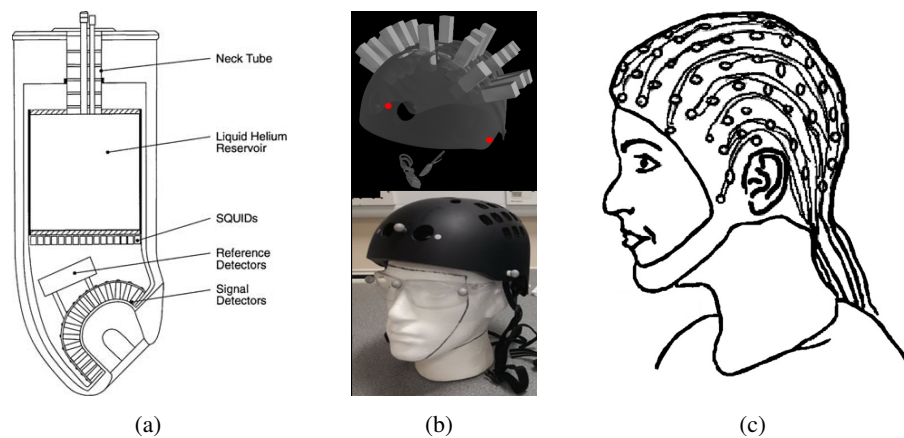 Neck Tube
Liquid Helium
Reservoir
SQUIDs
Reference
Detectors
Signal
Detectors
(a)
(b)
(c)